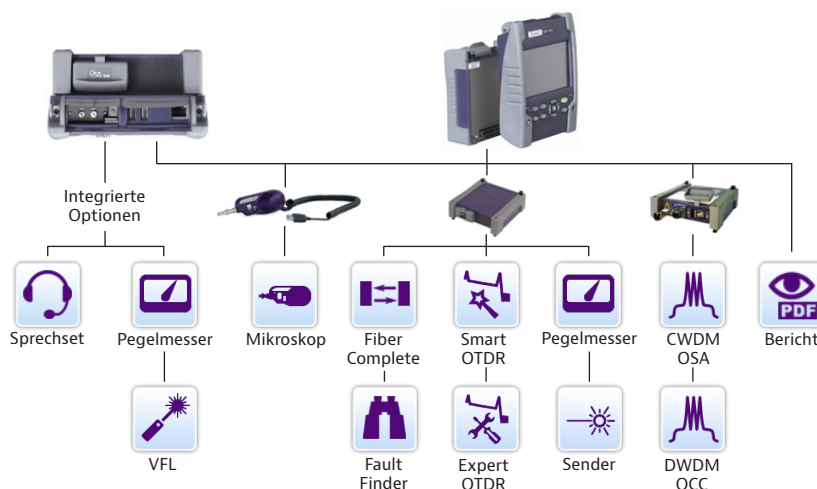 Integrierte
Optionen
Sprechset
Pegelmesser
Mikroskop
Fiber
Complete
Smart
OTDR
Pegelmesser
CWDM
OSA
PDF
Bericht
VFL
Fault
Finder
Expert
OTDR
Sender
DWDM
OCC